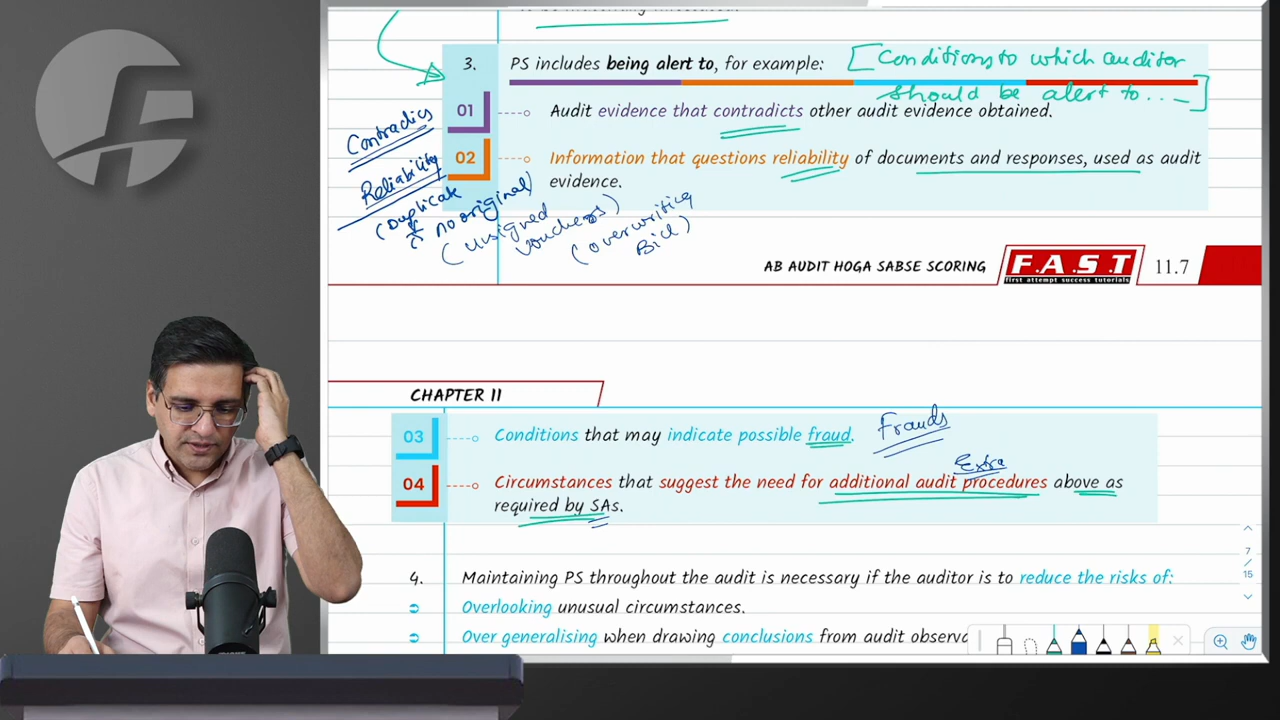 3. PS includes being alert to, for example: [Conditions to which auditor
should be alert to... ]
01 Audit evidence that contradicts other audit evidence obtained.
Contradics
02 Information that questions reliability of documents and responses, used as audit
evidence.
Reliability
(Duplicate
& no original)
(unsigned
vouchers)
(overwriting
Bill)
AB AUDIT HOGA SABSE SCORING F.A.S.T 11.7
first attempt success tutorials
CHAPTER 11
03 Conditions that may indicate possible fraud. Frauds
Extra
04 Circumstances that suggest the need for additional audit procedures above as
required by SAs.
4. Maintaining PS throughout the audit is necessary if the auditor is to reduce the risks of:
Overlooking unusual circumstances.
Over generalising when drawing conclusions from audit observa
7
/
15